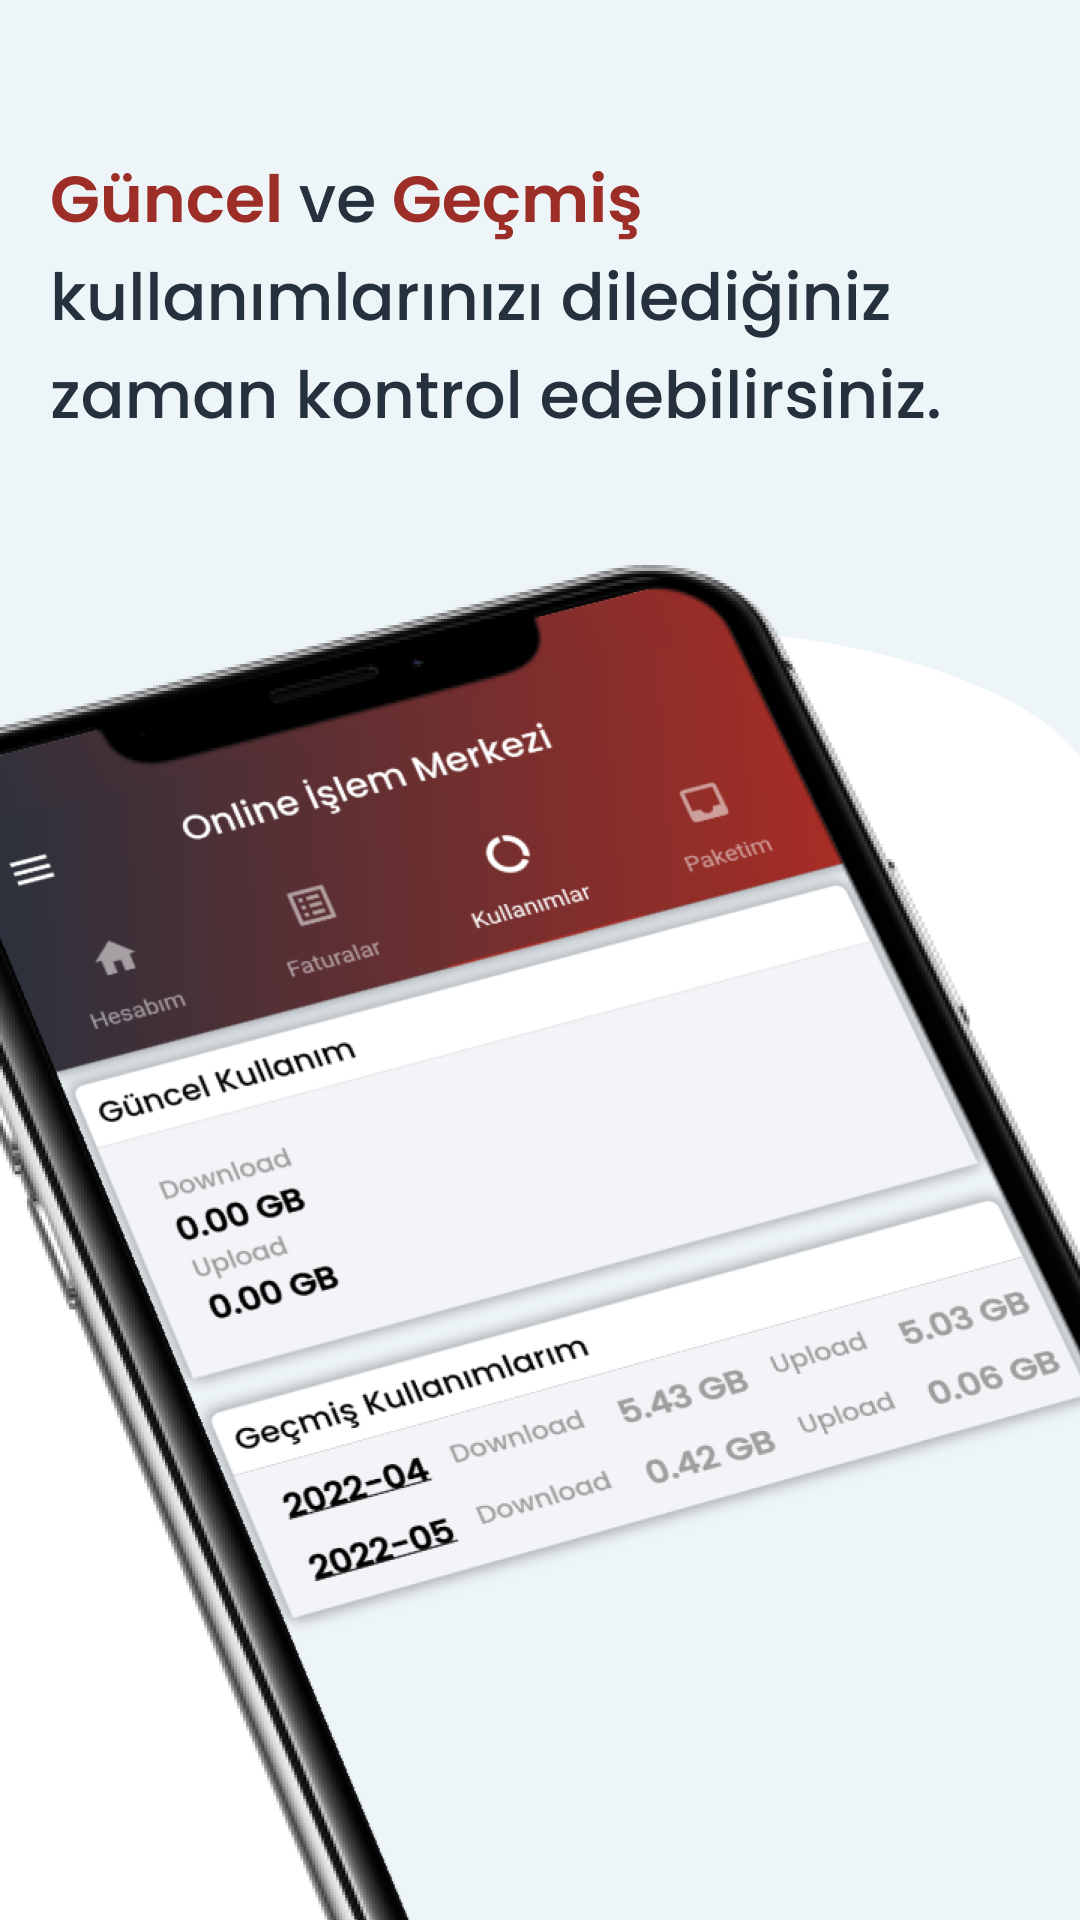 Güncel ve Geçmiş
kullanımlarınızı dilediğiniz
zaman kontrol edebilirsiniz.
Online İşlem Merkezi
Hesabım
Faturalar
Kullanımlar
Paketim
Güncel Kullanım
Download
0.00 GB
Upload
0.00 GB
Geçmiş Kullanımlarım
2022-04 Download 5.43 GB Upload 5.03 GB
2022-05 Download 0.42 GB Upload 0.06 GB